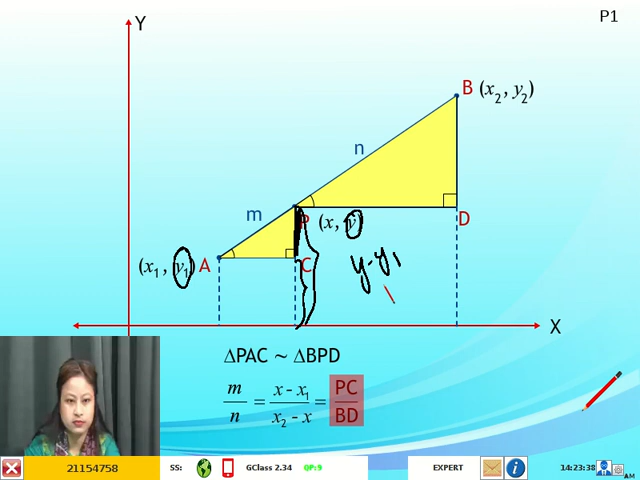 P1
Y
B (x₂, y₂)
n
m
P (x, y)
D
(x₁, y₁) A
C
y-y₁
X
ΔPAC ~ ΔBPD
m/n = (x - x₁)/(x₂ - x) = PC/BD
21154758 SS: GClass 2.34 OP:9 EXPERT 14:23:38 AM